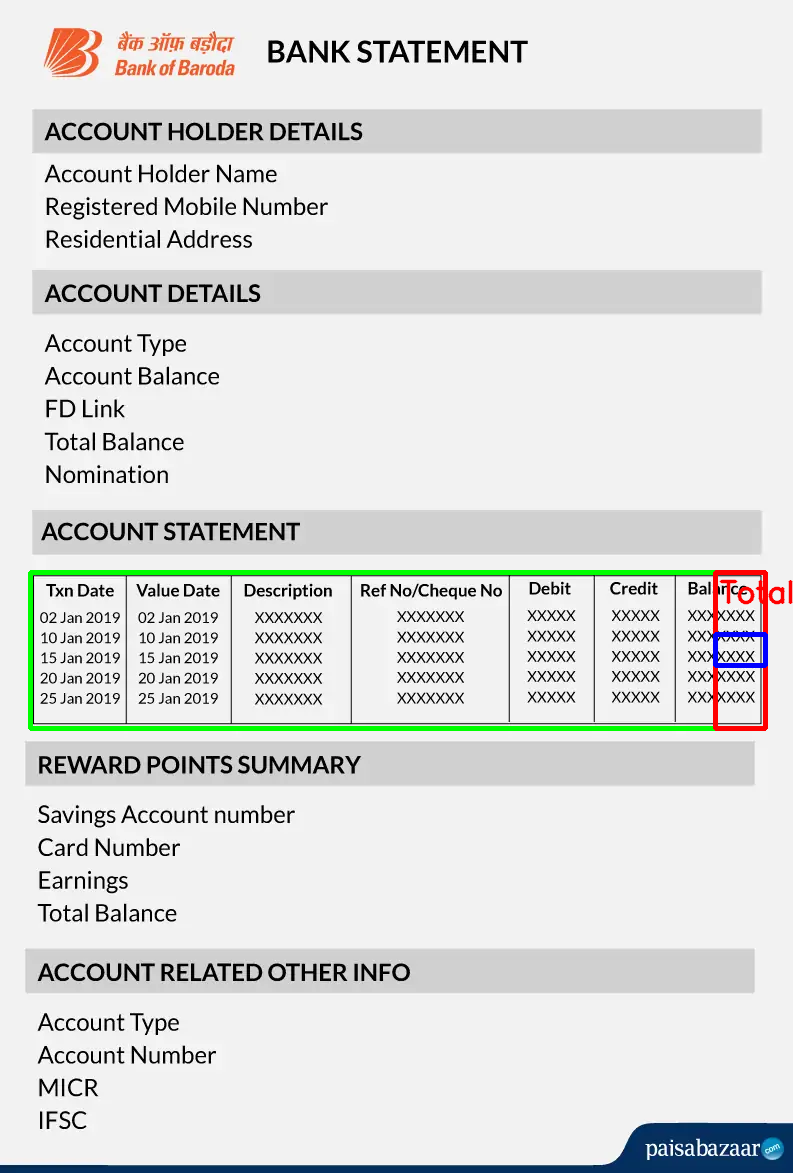 बैंक ऑफ़ बड़ौदा
Bank of Baroda
BANK STATEMENT
ACCOUNT HOLDER DETAILS
Account Holder Name
Registered Mobile Number
Residential Address
ACCOUNT DETAILS
Account Type
Account Balance
FD Link
Total Balance
Nomination
ACCOUNT STATEMENT
Txn Date Value Date Description Ref No/Cheque No Debit Credit Balance Total
02 Jan 2019 02 Jan 2019 XXXXXXX XXXXXXX XXXXX XXXXX XXXXXXX
10 Jan 2019 10 Jan 2019 XXXXXXX XXXXXXX XXXXX XXXXX XXXXXXX
15 Jan 2019 15 Jan 2019 XXXXXXX XXXXXXX XXXXX XXXXX XXXXXXX
20 Jan 2019 20 Jan 2019 XXXXXXX XXXXXXX XXXXX XXXXX XXXXXXX
25 Jan 2019 25 Jan 2019 XXXXXXX XXXXXXX XXXXX XXXXX XXXXXXX
REWARD POINTS SUMMARY
Savings Account number
Card Number
Earnings
Total Balance
ACCOUNT RELATED OTHER INFO
Account Type
Account Number
MICR
IFSC
paisabazaar.com